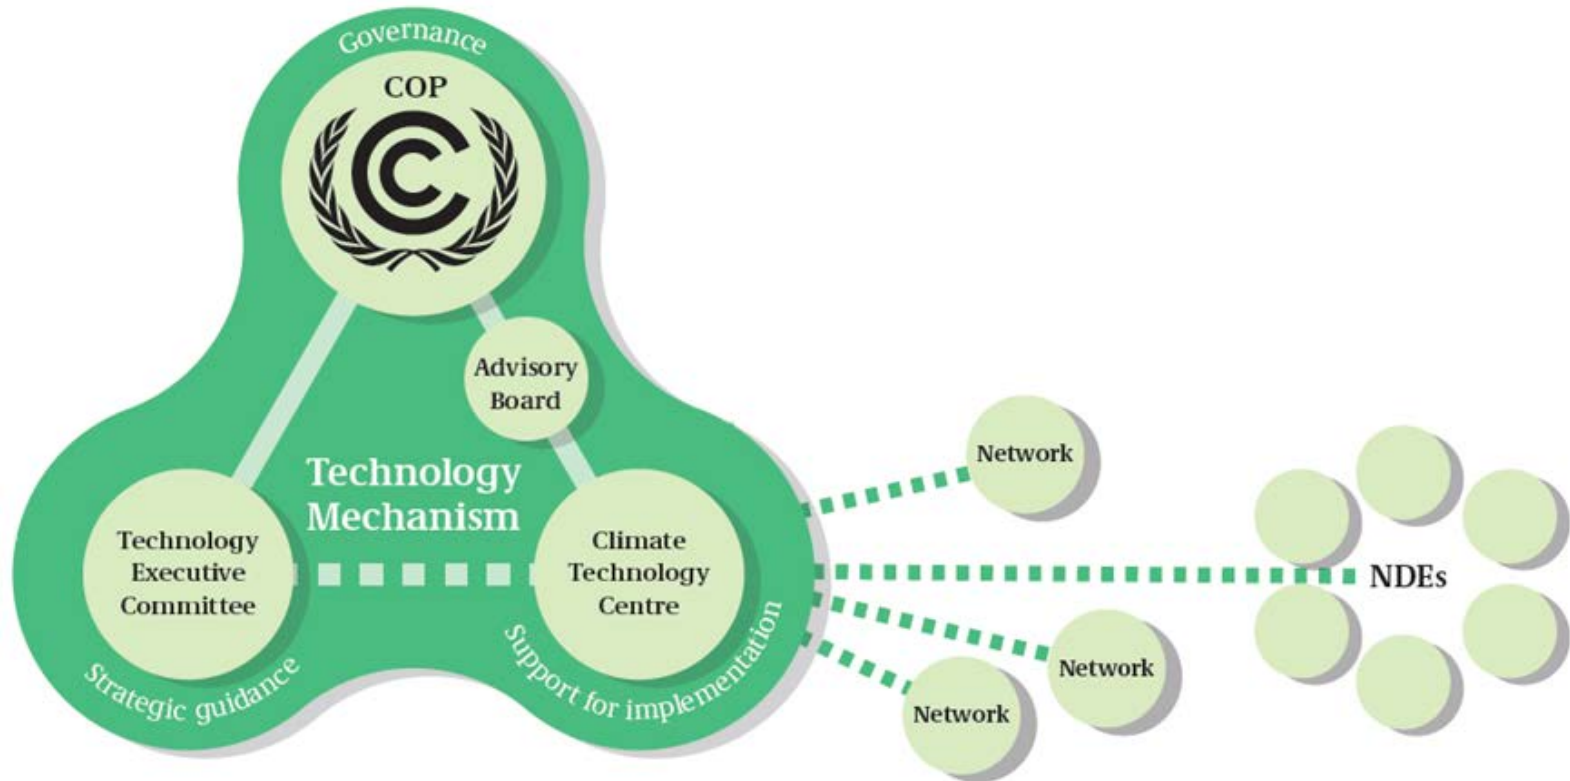 Governance
COP
Advisory
Board
Technology
Mechanism
Technology
Executive
Committee
Climate
Technology
Centre
Strategic guidance
Support for implementation
Network
NDEs
Network
Network